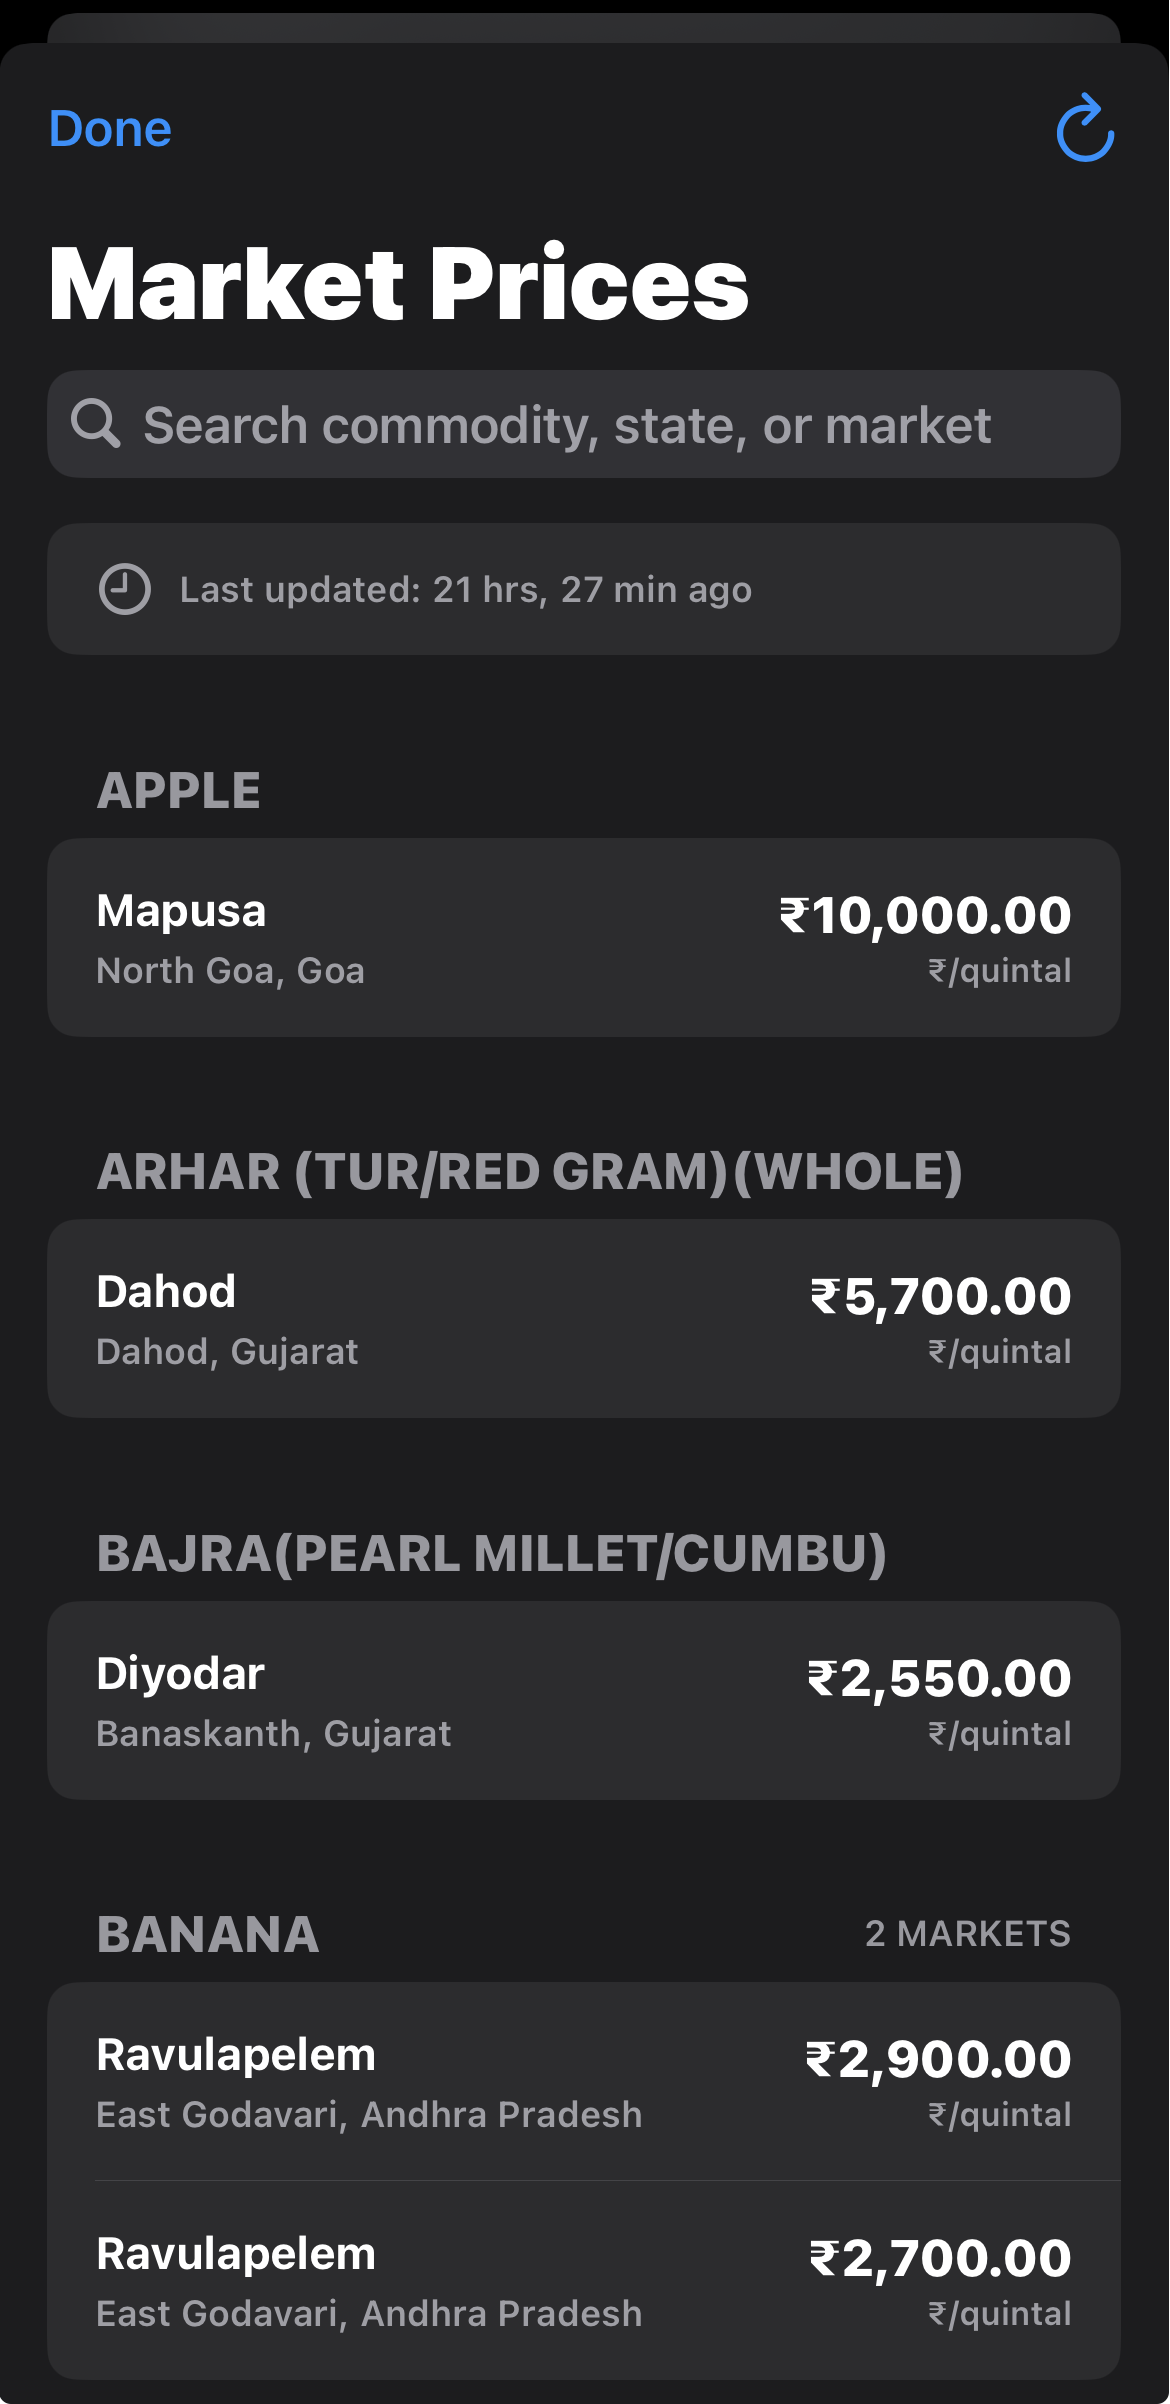 Done
Market Prices
Search commodity, state, or market
Last updated: 21 hrs, 27 min ago
APPLE
Mapusa ₹10,000.00
North Goa, Goa ₹/quintal
ARHAR (TUR/RED GRAM)(WHOLE)
Dahod ₹5,700.00
Dahod, Gujarat ₹/quintal
BAJRA(PEARL MILLET/CUMBU)
Diyodar ₹2,550.00
Banaskanth, Gujarat ₹/quintal
BANANA 2 MARKETS
Ravulapelem ₹2,900.00
East Godavari, Andhra Pradesh ₹/quintal
Ravulapelem ₹2,700.00
East Godavari, Andhra Pradesh ₹/quintal